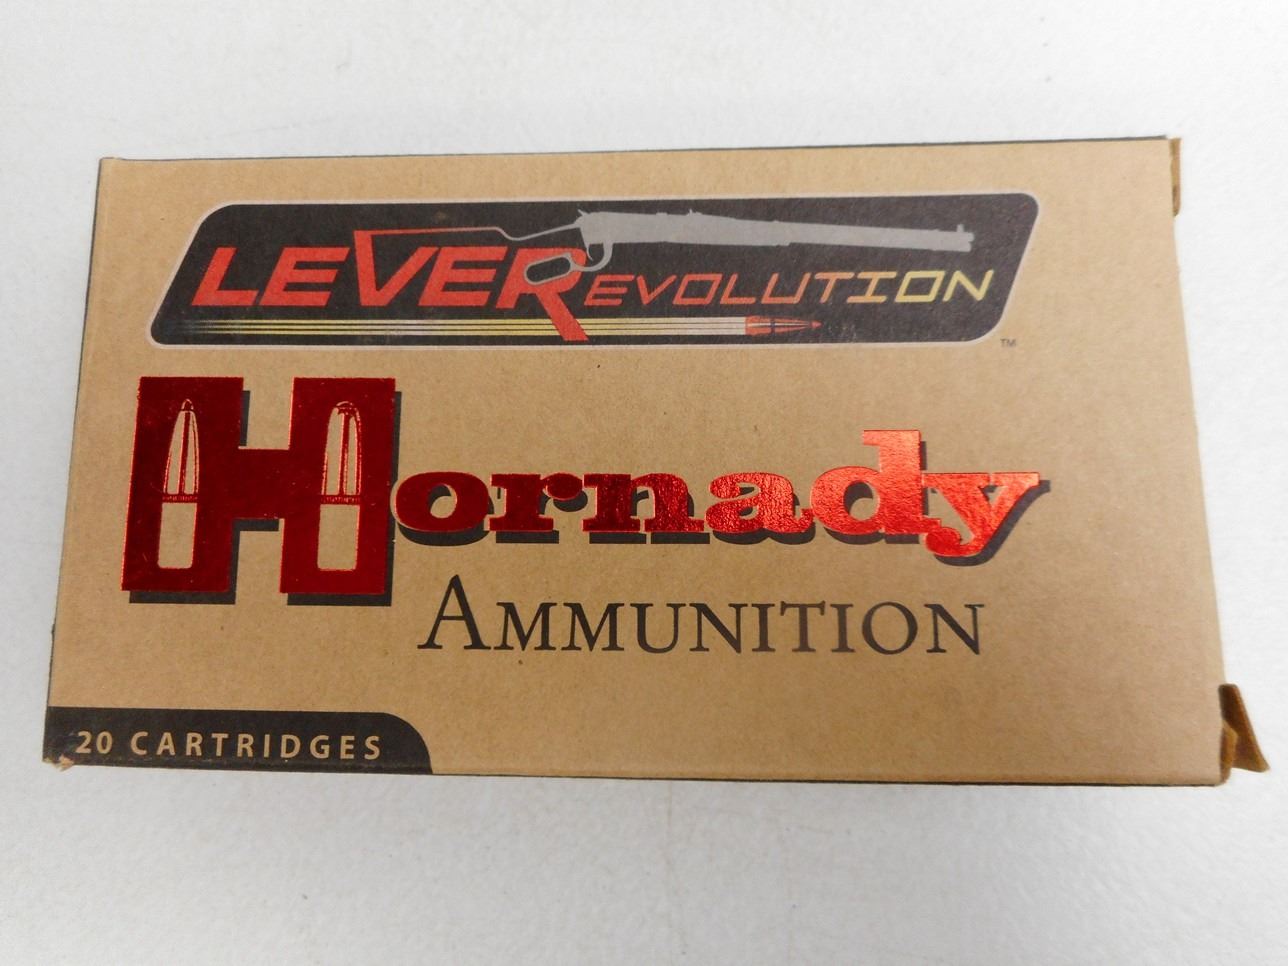 LEVEREVOLUTION
TM
Hornady
AMMUNITION
20 CARTRIDGES